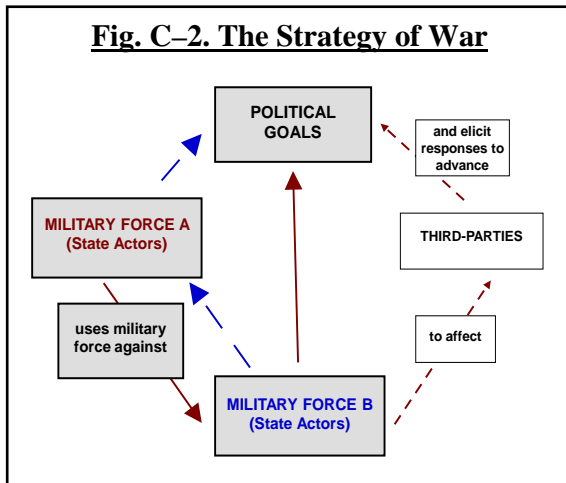 Fig. C–2. The Strategy of War
POLITICAL
GOALS
and elicit
responses to
advance
MILITARY FORCE A
(State Actors)
THIRD-PARTIES
uses military
force against
to affect
MILITARY FORCE B
(State Actors)